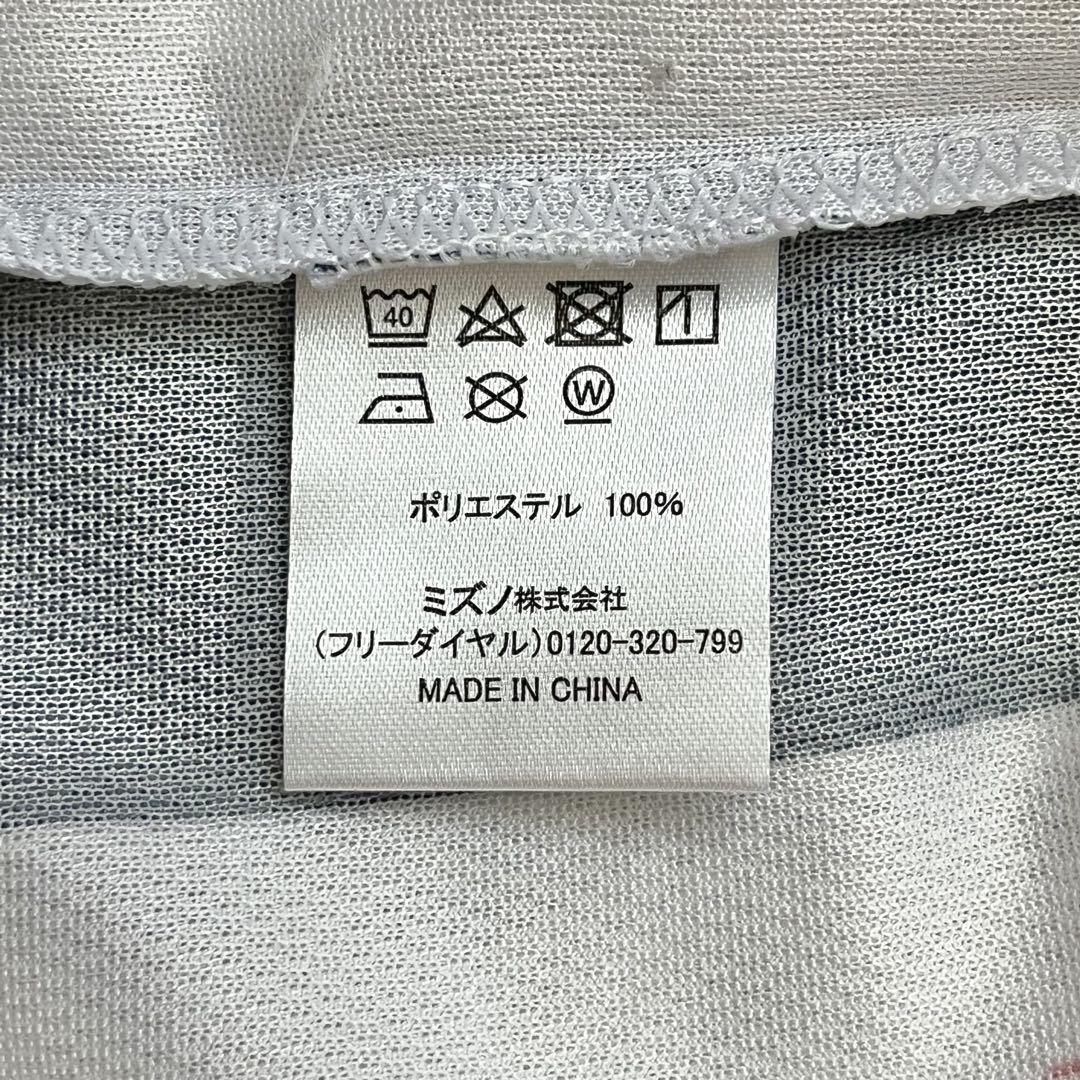 40
W
ポリエステル 100%
ミズノ株式会社
(フリーダイヤル)0120-320-799
MADE IN CHINA